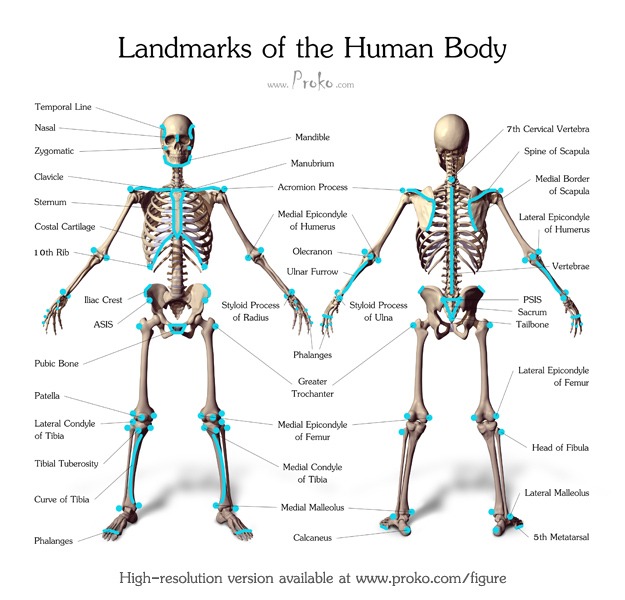 Landmarks of the Human Body
www.Proko.com
Temporal Line
Nasal
Zygomatic
Clavicle
Sternum
Costal Cartilage
10th Rib
Iliac Crest
ASIS
Pubic Bone
Patella
Lateral Condyle
of Tibia
Tibial Tuberosity
Curve of Tibia
Phalanges
Mandible
Manubrium
Acromion Process
Medial Epicondyle
of Humerus
Olecranon
Ulnar Furrow
Styloid Process
of Radius
Styloid Process
of Ulna
Phalanges
Greater
Trochanter
Medial Epicondyle
of Femur
Medial Condyle
of Tibia
Medial Malleolus
Calcaneus
7th Cervical Vertebra
Spine of Scapula
Medial Border
of Scapula
Lateral Epicondyle
of Humerus
Vertebrae
PSIS
Sacrum
Tailbone
Lateral Epicondyle
of Femur
Head of Fibula
Lateral Malleolus
5th Metatarsal
High-resolution version available at www.proko.com/figure